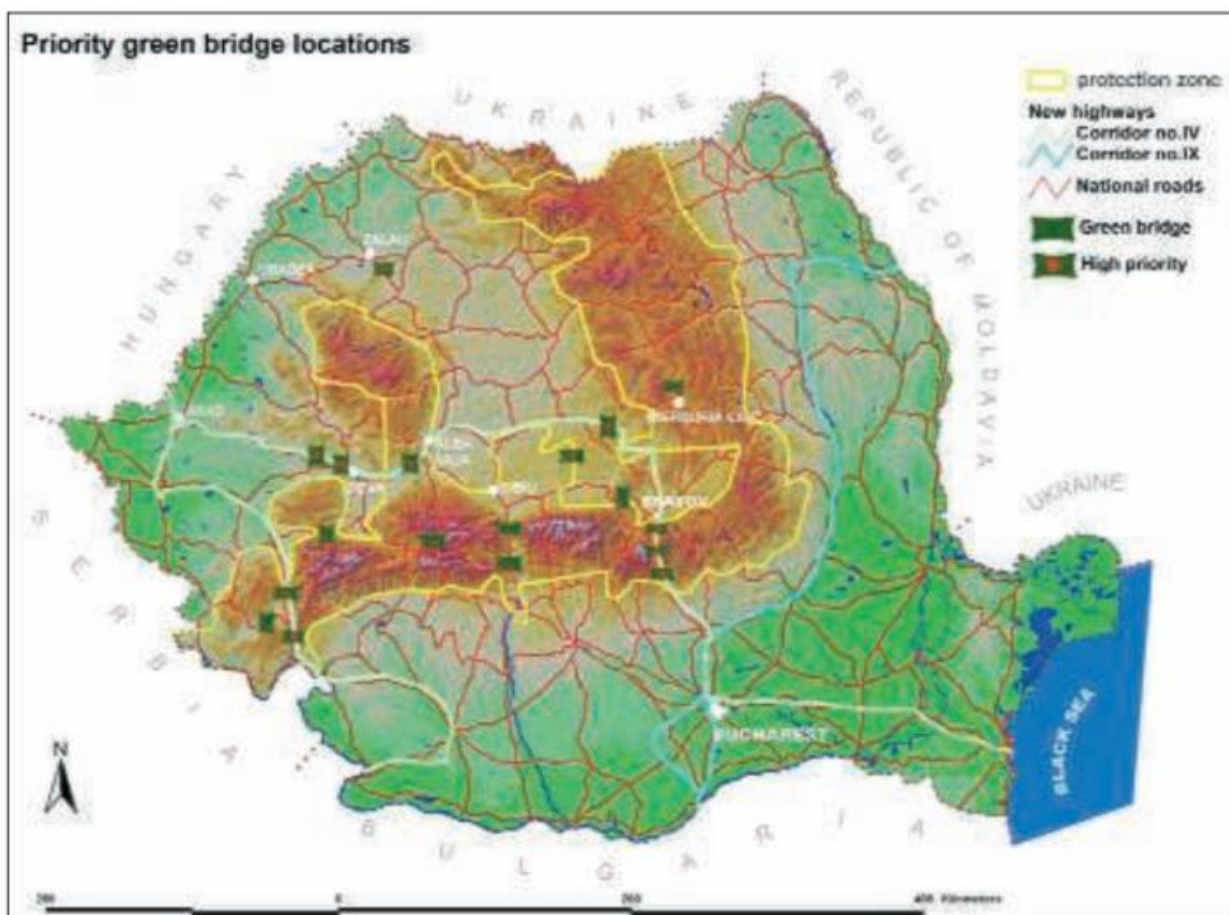 Priority green bridge locations
protection zone
New highways
Corridor no.IV
Corridor no.IX
National roads
Green bridge
High priority
UKRAINE
REPUBLIC OF MOLDAVIA
HUNGARY
ZALAU
ORADEA
ARAD
BRASOV
UKRAINE
SERBIA
BUCHAREST
BLACK SEA
N
BULGARIA
200
0
200
400 Kilometers